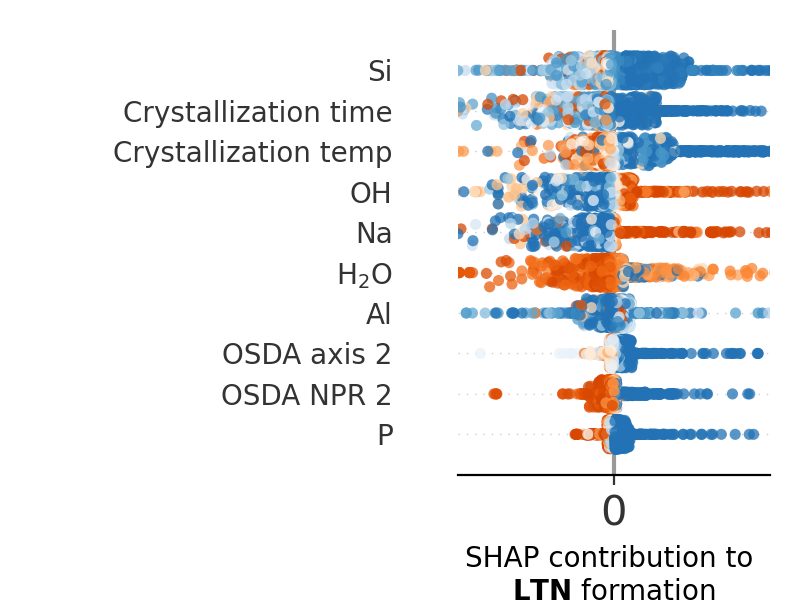 Si
Crystallization time
Crystallization temp
OH
Na
H₂O
Al
OSDA axis 2
OSDA NPR 2
P
0
SHAP contribution to
LTN formation